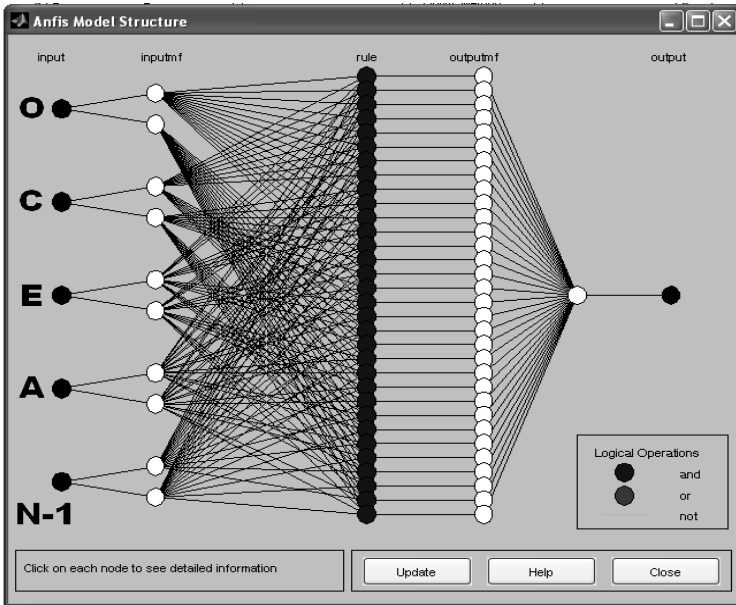 Anfis Model Structure
input inputmf rule outputmf output
O
C
E
A
N-1
Logical Operations
and
or
not
Click on each node to see detailed information
Update Help Close